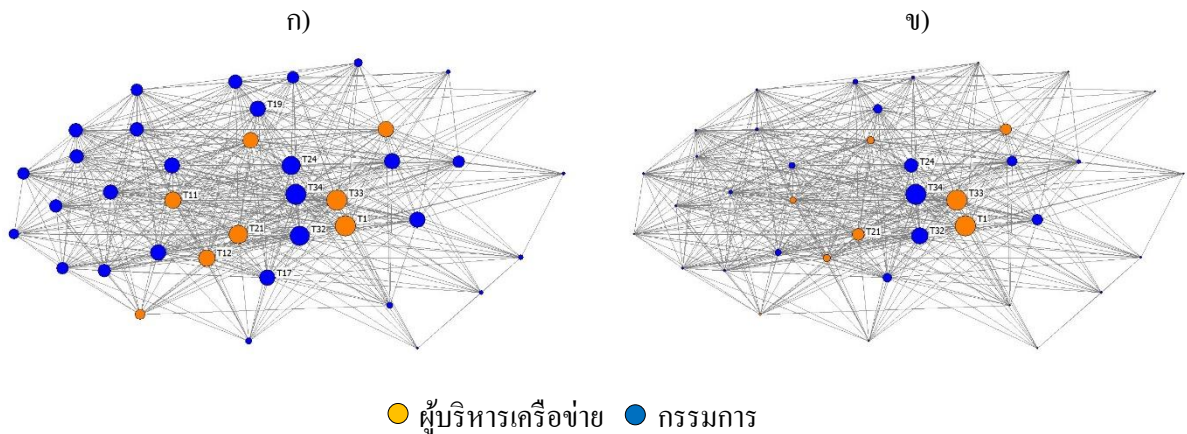 ก) ข)
T19
T24 T24
T34 T33 T34 T33
T11
T1 T1
T21 T32 T21 T32
T12
T17
ผู้บริหารเครือข่าย กรรมการ